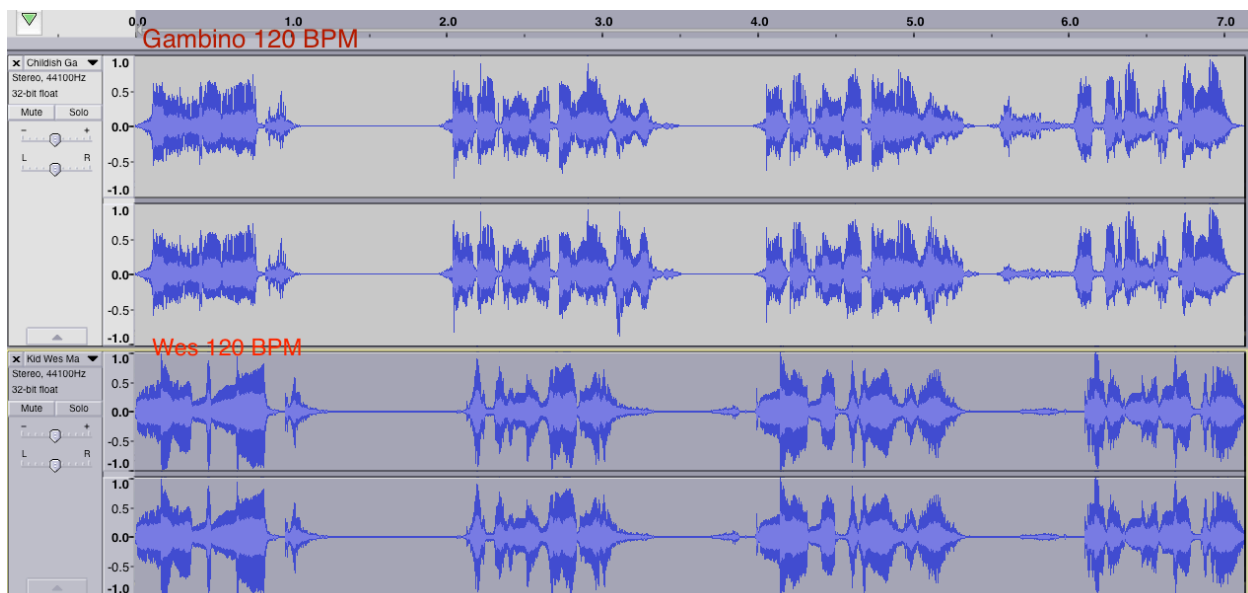 0.0 1.0 2.0 3.0 4.0 5.0 6.0 7.0
Gambino 120 BPM
Childish Ga
Stereo, 44100Hz
32-bit float
Mute Solo
- +
L R
1.0
0.5-
0.0-
-0.5-
-1.0
1.0
0.5-
0.0-
-0.5-
-1.0
Wes 120 BPM
Kid Wes Ma
Stereo, 44100Hz
32-bit float
Mute Solo
- +
L R
1.0
0.5-
0.0-
-0.5-
-1.0
1.0
0.5-
0.0-
-0.5-
-1.0